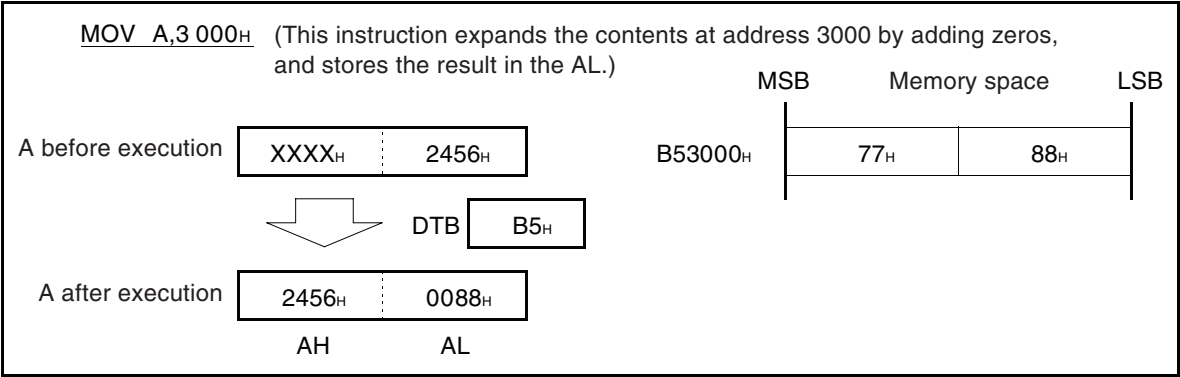 MOV A,3 000H (This instruction expands the contents at address 3000 by adding zeros,
and stores the result in the AL.)
MSB Memory space LSB
A before execution XXXXH 2456H B53000H 77H 88H
DTB B5H
A after execution 2456H 0088H
AH AL